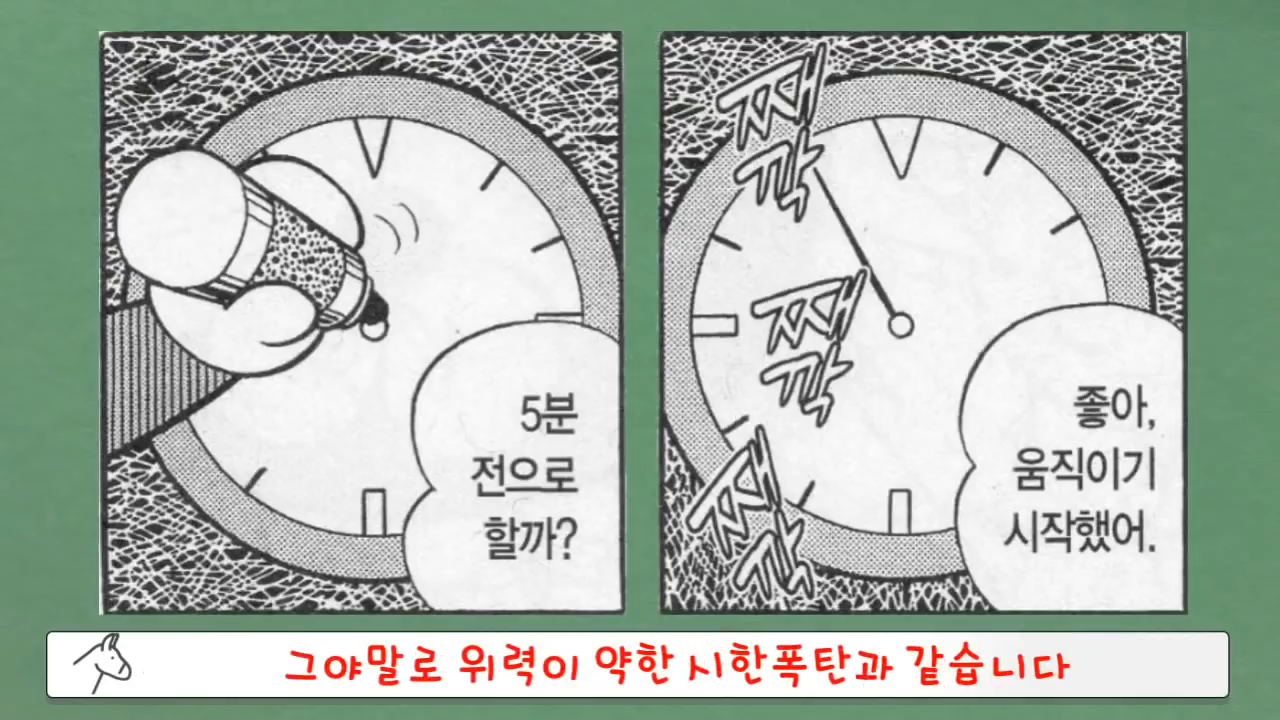 5분
전으로
할까?
째깍
째깍
째깍
좋아,
움직이기
시작했어.
그야말로 위력이 약한 시한폭탄과 같습니다